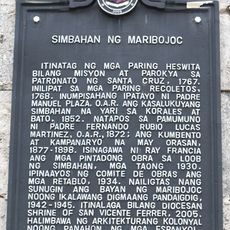 SIMBAHAN NG MARIBOJOC
ITINATAG NG MGA PARING HESWITA
BILANG MISYON AT PAROKYA SA
PATRONATO NG SANTA CRUZ, 1767.
INILIPAT SA MGA PARING RECOLETOS,
1768. INUMPISAHANG IPATAYO NI PADRE
MANUEL PLAZA, O.A.R. ANG KASALUKUYANG
SIMBAHAN NA YARI SA KORALES AT
BATO, 1852. NATAPOS SA PAMUMUNO
NI PADRE FERNANDO RUBIO LUCAS
MARTINEZ, O.A.R., 1872; ANG KUMBENTO
AT KAMPANARYO NA MAY ORASAN,
1877-1898. ISINAGAWA NI RAY FRANCIA
ANG MGA PINTADONG OBRA SA LOOB
NG SIMBAHAN, MGA TAONG 1930.
IPINAAYOS NG COMITE DE OBRAS ANG
MGA RETABLO, 1934. NAILIGTAS NANG
SUNUGIN ANG BAYAN NG MARIBOJOC
NOONG IKALAWANG DIGMAANG PANDAIGDIG,
1942-1945. ITINALAGA BILANG DIOCESAN
SHRINE OF SAN VICENTE FERRER, 2005.
HALIMBAWA NG ARKITEKTURANG KOLONYAL
NOONG PANAHON NG MGA ESPANYOL